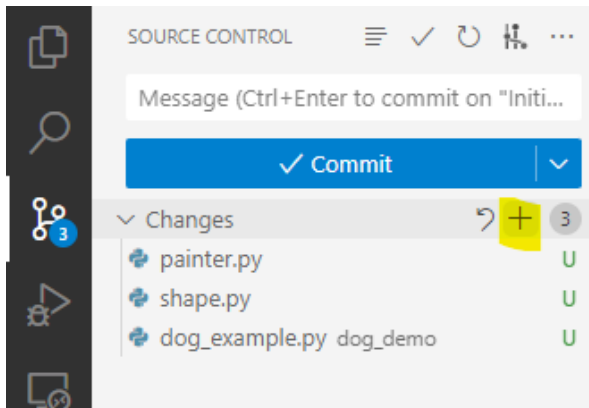 SOURCE CONTROL
Message (Ctrl+Enter to commit on "Initi...
Commit
Changes 3
3
painter.py U
shape.py U
dog_example.py dog_demo U